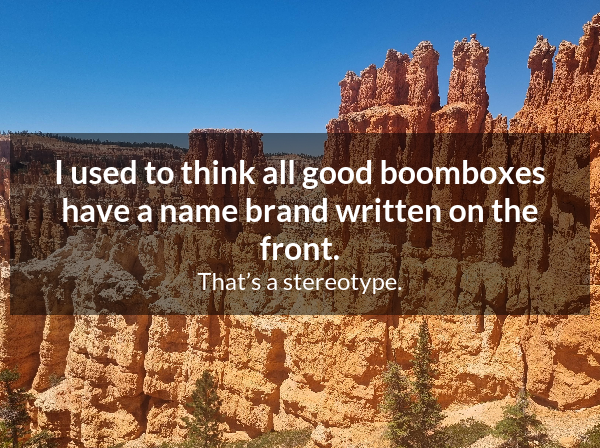 I used to think all good boomboxes
have a name brand written on the
front.
That’s a stereotype.